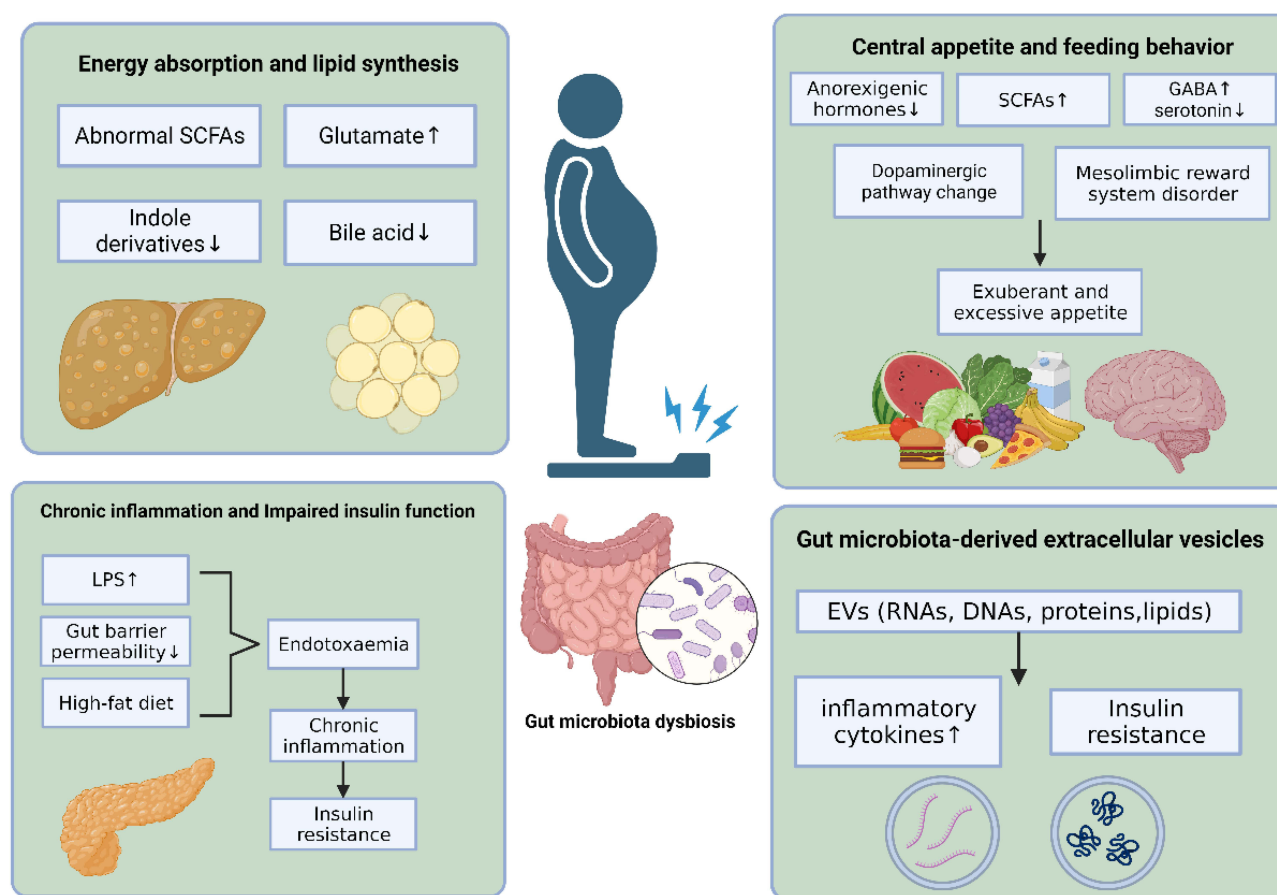 Energy absorption and lipid synthesis
Abnormal SCFAs
Glutamate↑
Indole
derivatives↓
Bile acid↓
Central appetite and feeding behavior
Anorexigenic
hormones↓
SCFAs↑
GABA↑
serotonin↓
Dopaminergic
pathway change
Mesolimbic reward
system disorder
Exuberant and
excessive appetite
Chronic inflammation and Impaired insulin function
LPS↑
Gut barrier
permeability↓
High-fat diet
Endotoxaemia
Chronic
inflammation
Insulin
resistance
Gut microbiota dysbiosis
Gut microbiota-derived extracellular vesicles
EVs (RNAs, DNAs, proteins,lipids)
inflammatory
cytokines↑
Insulin
resistance